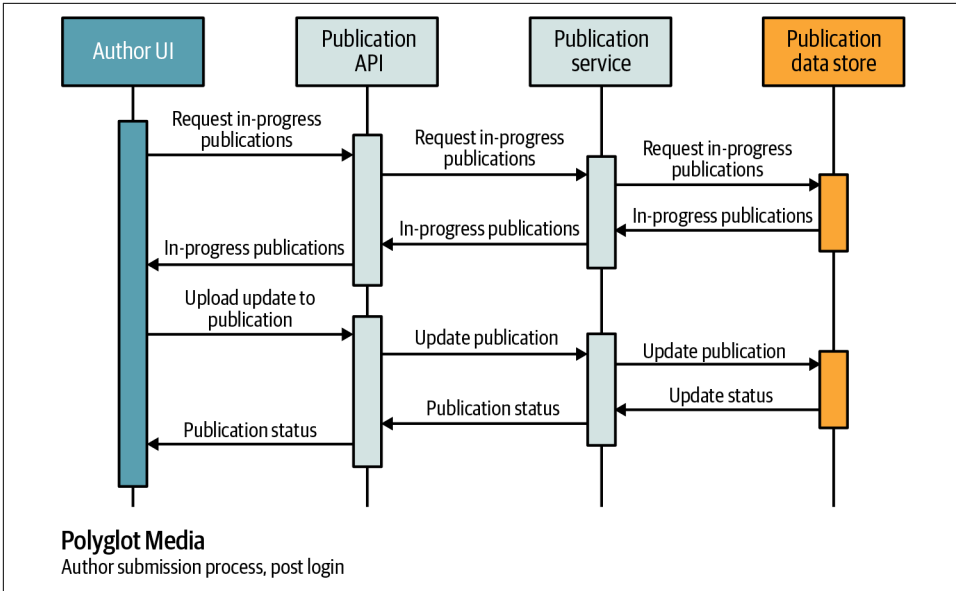 Author UI
Publication
API
Publication
service
Publication
data store
Request in-progress
publications
Request in-progress
publications
Request in-progress
publications
In-progress publications
In-progress publications
In-progress publications
Upload update to
publication
Update publication
Update publication
Update status
Publication status
Publication status
Polyglot Media
Author submission process, post login